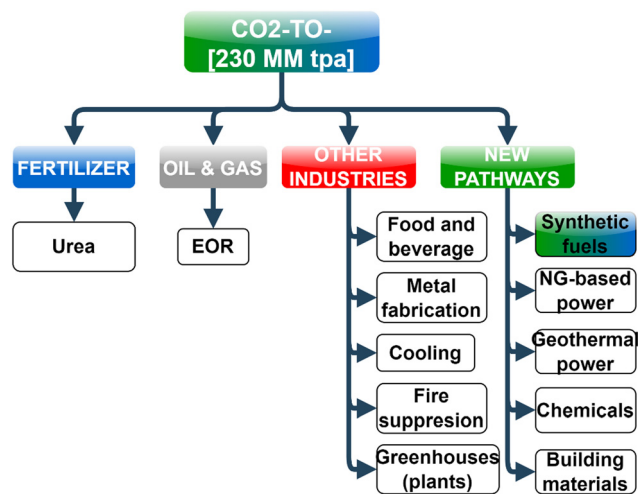 CO2-TO-
[230 MM tpa]
FERTILIZER
OIL & GAS
OTHER
INDUSTRIES
NEW
PATHWAYS
Urea
EOR
Food and
beverage
Metal
fabrication
Cooling
Fire
suppresion
Greenhouses
(plants)
Synthetic
fuels
NG-based
power
Geothermal
power
Chemicals
Building
materials